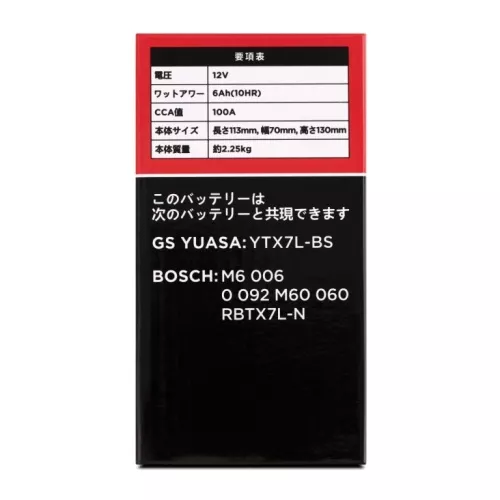 要項表
電圧 12V
ワットアワー 6Ah(10HR)
CCA値 100A
本体サイズ 長さ113mm, 幅70mm, 高さ130mm
本体質量 約2.25kg
このバッテリーは
次のバッテリーと共現できます
GS YUASA: YTX7L-BS
BOSCH: M6 006
0 092 M60 060
RBTX7L-N